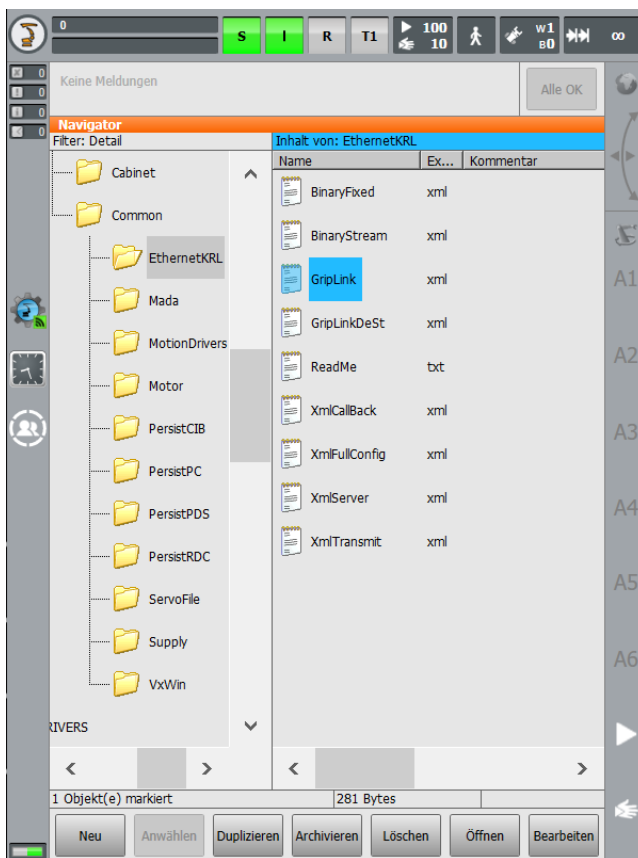 0
S I R T1 100 10 W1 B0 ∞
0
0
0
0
Keine Meldungen
Alle OK
Navigator
Filter: Detail
Inhalt von: EthernetKRL
Name Ex... Kommentar
Cabinet
Common
EthernetKRL
Mada
MotionDrivers
Motor
PersistCIB
PersistPC
PersistPDS
PersistRDC
ServoFile
Supply
VxWin
RIVERS
BinaryFixed xml
BinaryStream xml
GripLink xml
GripLinkDeSt xml
ReadMe txt
XmlCallBack xml
XmlFullConfig xml
XmlServer xml
XmlTransmit xml
A1
A2
A3
A4
A5
A6
1 Objekt(e) markiert 281 Bytes
Neu Anwählen Duplizieren Archivieren Löschen Öffnen Bearbeiten